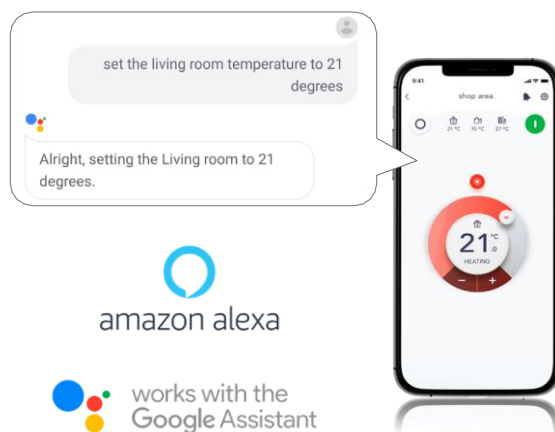 set the living room temperature to 21
degrees
Alright, setting the Living room to 21
degrees.
9:41
shop area
21 °C
15 °C
27 °C
21 °C
.0
HEATING
amazon alexa
works with the
Google Assistant